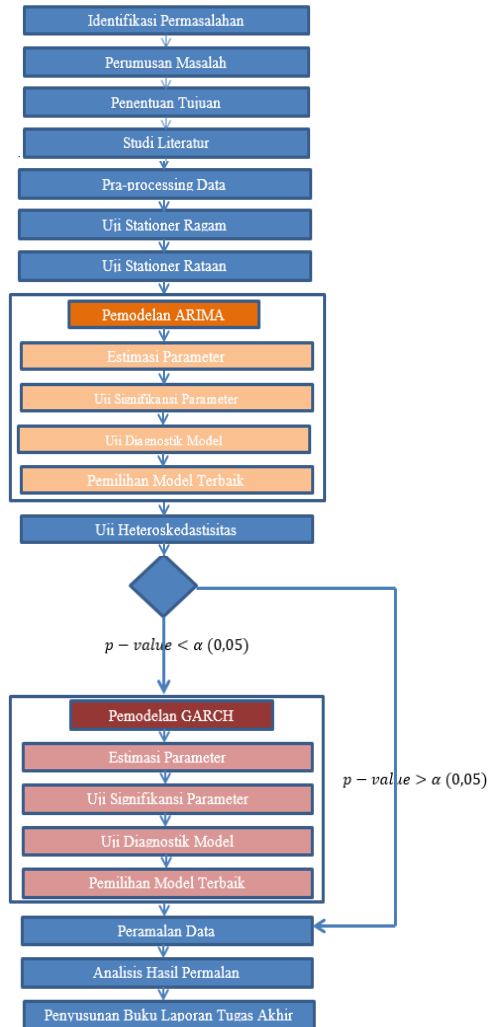 Identifikasi Permasalahan
Perumusan Masalah
Penentuan Tujuan
Studi Literatur
Pra-processing Data
Uji Stationer Ragam
Uji Stationer Rataan
Pemodelan ARIMA
Estimasi Parameter
Uji Signifikansi Parameter
Uji Diagnostik Model
Pemilihan Model Terbaik
Uji Heteroskedastisitas
p − value < α (0,05)
Pemodelan GARCH
Estimasi Parameter
Uji Signifikansi Parameter
Uji Diagnostik Model
Pemilihan Model Terbaik
p − value > α (0,05)
Peramalan Data
Analisis Hasil Permalan
Penyusunan Buku Laporan Tugas Akhir